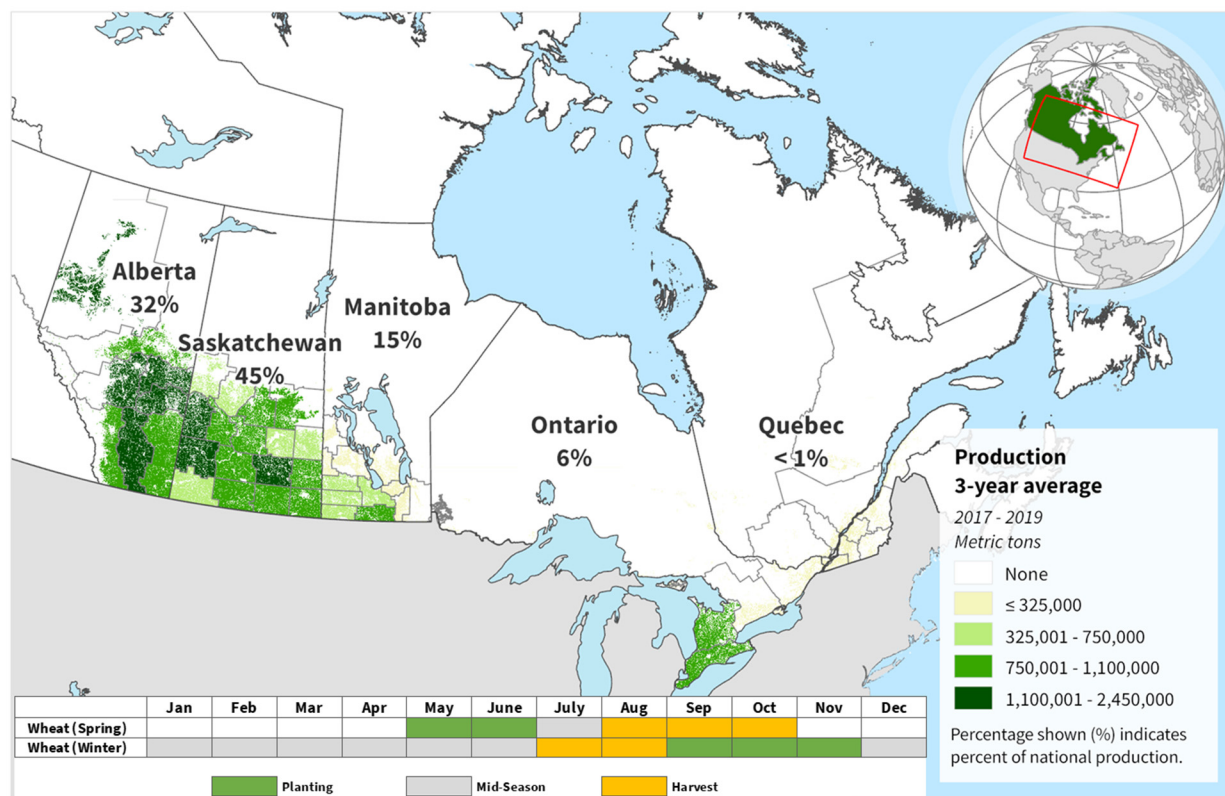 Alberta
32%
Saskatchewan
45%
Manitoba
15%
Ontario
6%
Quebec
< 1%
Production
3-year average
2017 - 2019
Metric tons
None
≤ 325,000
325,001 - 750,000
750,001 - 1,100,000
1,100,001 - 2,450,000
Percentage shown (%) indicates
percent of national production.
Jan Feb Mar Apr May June July Aug Sep Oct Nov Dec
Wheat (Spring)
Wheat (Winter)
Planting Mid-Season Harvest